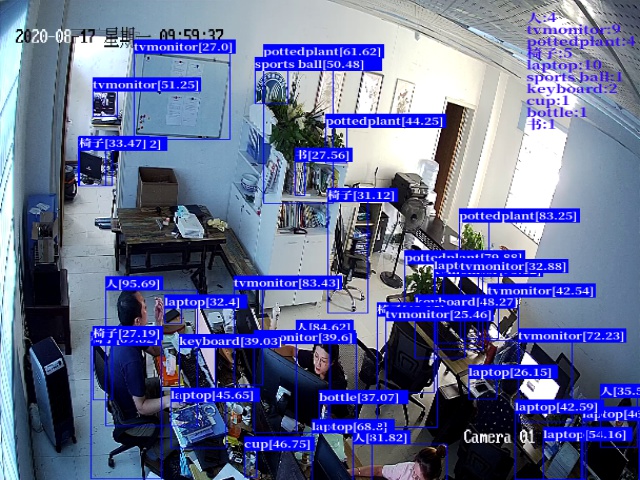 2020-08-17 星期一 09:59:37
人:4
tvmonitor:9
pottedplant:4
椅子:5
laptop:10
sports ball:1
keyboard:2
cup:1
bottle:1
书:1
tvmonitor[27.0]
pottedplant[61.62]
sports ball[50.48]
tvmonitor[51.25]
pottedplant[44.25]
椅子[33.47] 2]
书[27.56]
椅子[31.12]
pottedplant[83.25]
tvmonitor[32.88]
人[95.69]
tvmonitor[83.43]
tvmonitor[42.54]
laptop[32.4]
keyboard[48.27]
tvmonitor[25.46]
人[84.62]
椅子[27.19]
keyboard[39.03]
nitor[39.6]
tvmonitor[72.23]
laptop[26.15]
laptop[45.65]
bottle[37.07]
laptop[42.59]
laptop[68.8]
人[81.82]
cup[46.75]
Camera 01
laptop[54.16]